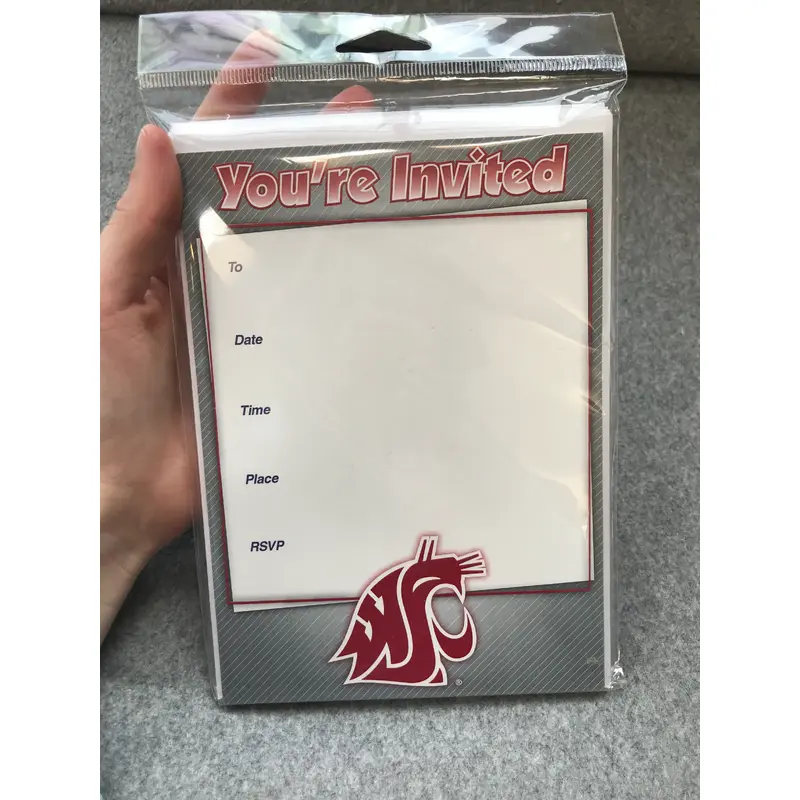 You're Invited
To
Date
Time
Place
RSVP
WSC
®